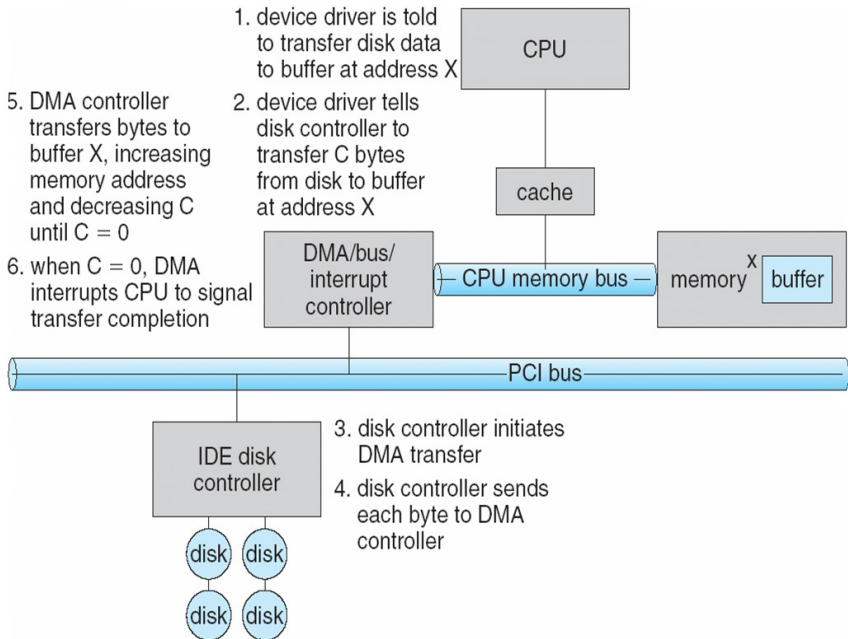 1. device driver is told
to transfer disk data
to buffer at address X
CPU
5. DMA controller
transfers bytes to
buffer X, increasing
memory address
and decreasing C
until C = 0
2. device driver tells
disk controller to
transfer C bytes
from disk to buffer
at address X
cache
6. when C = 0, DMA
interrupts CPU to signal
transfer completion
DMA/bus/
interrupt
controller
CPU memory bus
memory
X
buffer
PCI bus
IDE disk
controller
3. disk controller initiates
DMA transfer
4. disk controller sends
each byte to DMA
controller
disk
disk
disk
disk